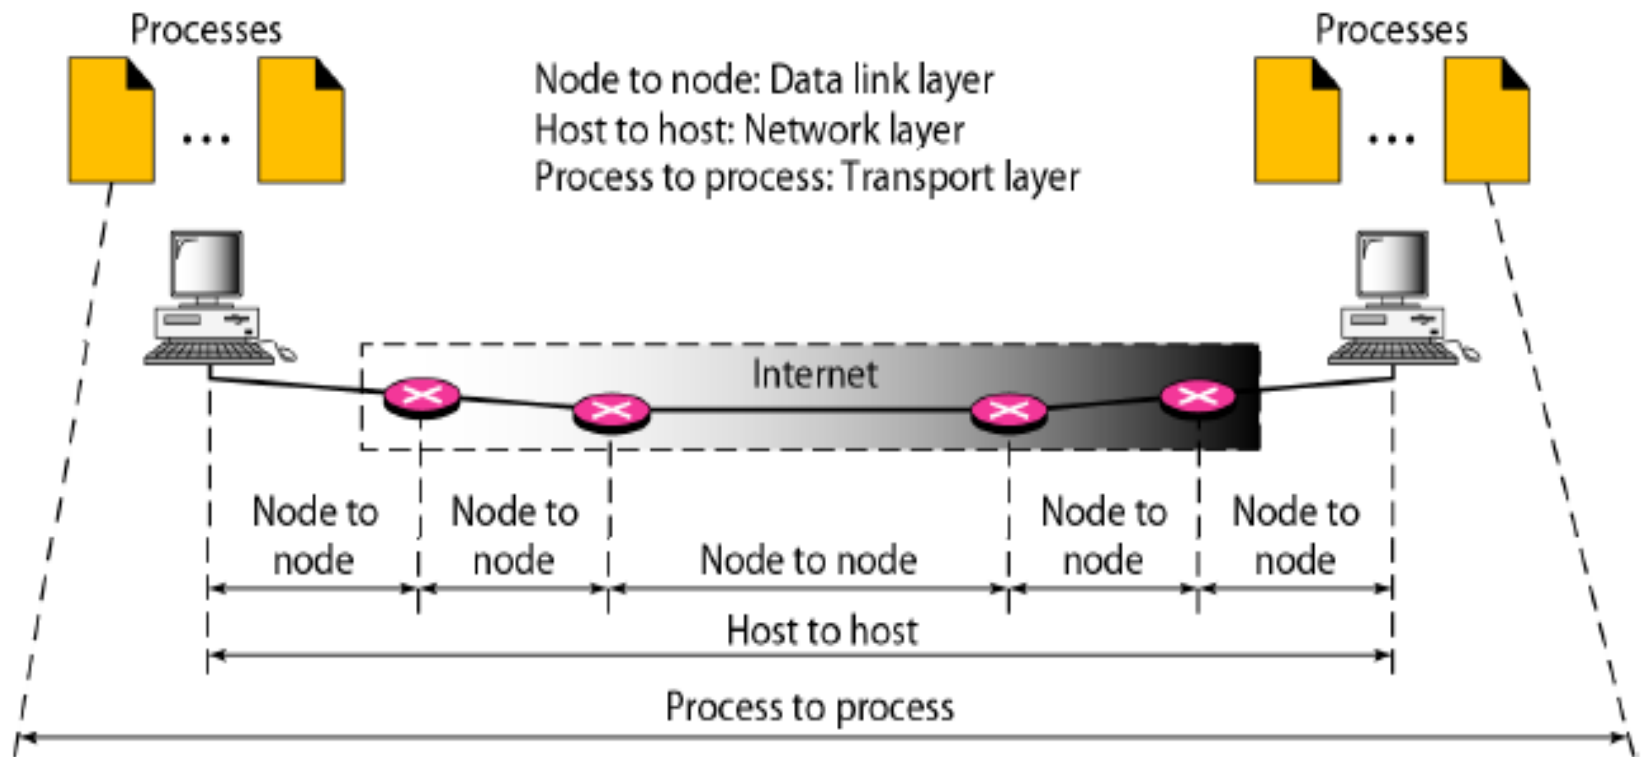 Processes
Processes
Node to node: Data link layer
Host to host: Network layer
Process to process: Transport layer
Internet
Node to
node
Node to
node
Node to node
Node to
node
Node to
node
Host to host
Process to process